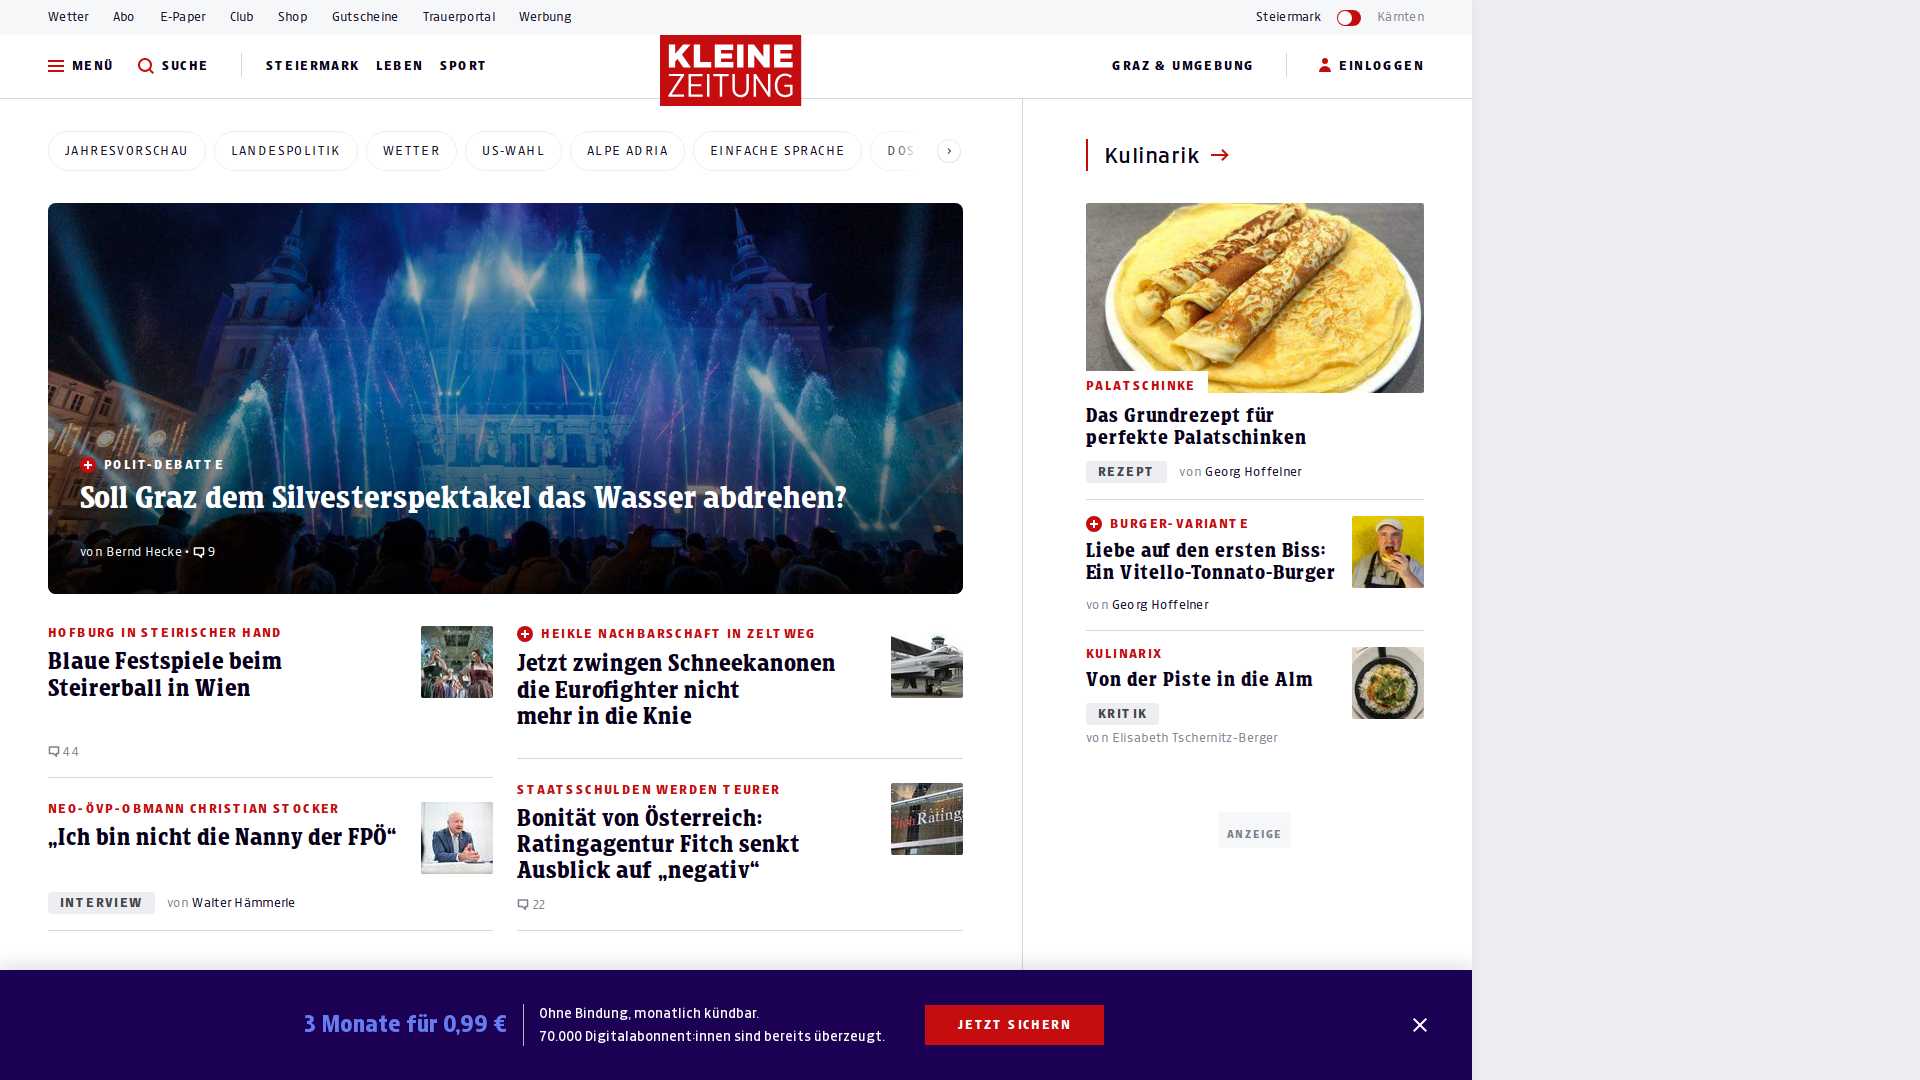 Wetter Abo E-Paper Club Shop Gutscheine Trauerportal Werbung Steiermark Kärnten
MENÜ SUCHE STEIERMARK LEBEN SPORT KLEINE ZEITUNG GRAZ & UMGEBUNG EINLOGGEN
JAHRESVORSCHAU LANDESPOLITIK WETTER US-WAHL ALPE ADRIA EINFACHE SPRACHE DOS
POLIT-DEBATTE
Soll Graz dem Silvesterspektakel das Wasser abdrehen?
von Bernd Hecke • 9
HOFBURG IN STEIRISCHER HAND
Blaue Festspiele beim
Steirerball in Wien
44
NEO-ÖVP-OBMANN CHRISTIAN STOCKER
„Ich bin nicht die Nanny der FPÖ“
INTERVIEW von Walter Hämmerle
HEIKLE NACHBARSCHAFT IN ZELTWEG
Jetzt zwingen Schneekanonen
die Eurofighter nicht
mehr in die Knie
STAATSSCHULDEN WERDEN TEURER
Bonität von Österreich:
Ratingagentur Fitch senkt
Ausblick auf „negativ“
22
Fitch Ratings
Kulinarik
PALATSCHINKE
Das Grundrezept für
perfekte Palatschinken
REZEPT von Georg Hoffelner
BURGER-VARIANTE
Liebe auf den ersten Biss:
Ein Vitello-Tonnato-Burger
von Georg Hoffelner
KULINARIX
Von der Piste in die Alm
KRITIK
von Elisabeth Tschernitz-Berger
ANZEIGE
3 Monate für 0,99 €
Ohne Bindung, monatlich kündbar.
70.000 Digitalabonnent:innen sind bereits überzeugt.
JETZT SICHERN